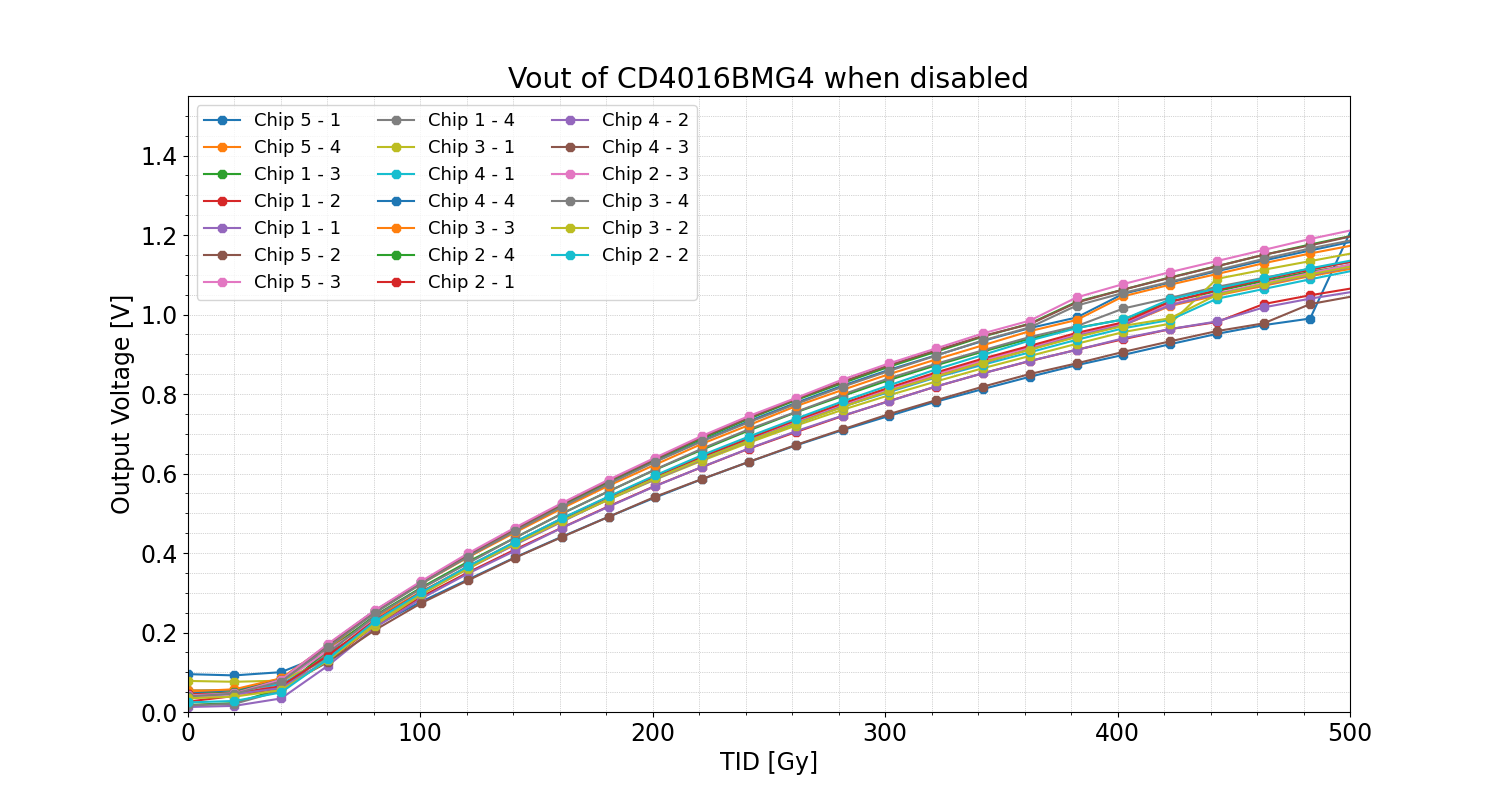 Vout of CD4016BMG4 when disabled
Chip 5 - 1
Chip 5 - 4
Chip 1 - 3
Chip 1 - 2
Chip 1 - 1
Chip 5 - 2
Chip 5 - 3
Chip 1 - 4
Chip 3 - 1
Chip 4 - 1
Chip 4 - 4
Chip 3 - 3
Chip 2 - 4
Chip 2 - 1
Chip 4 - 2
Chip 4 - 3
Chip 2 - 3
Chip 3 - 4
Chip 3 - 2
Chip 2 - 2
Output Voltage [V]
1.4
1.2
1.0
0.8
0.6
0.4
0.2
0.0
0 100 200 300 400 500
TID [Gy]